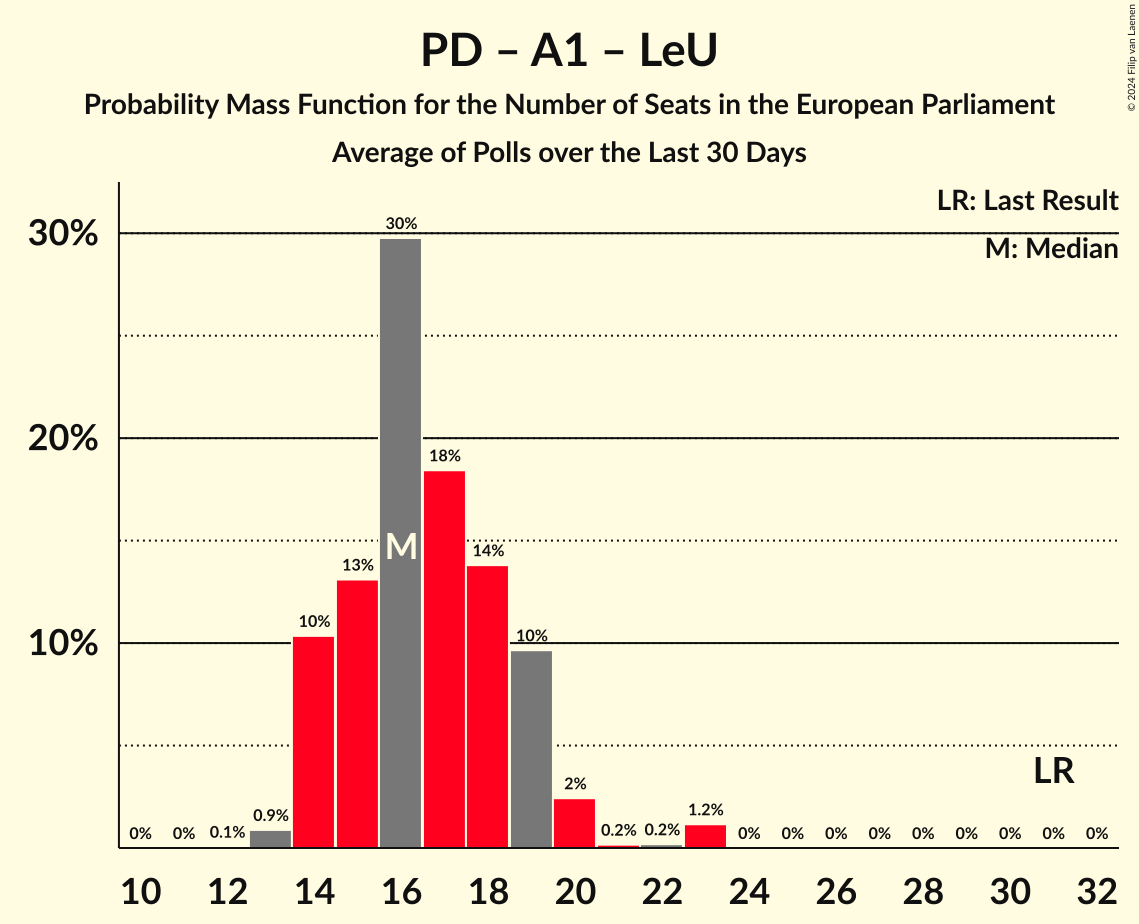 PD – A1 – LeU
Probability Mass Function for the Number of Seats in the European Parliament
Average of Polls over the Last 30 Days
© 2024 Filip van Laenen
LR: Last Result
M: Median
30%
20%
10%
0% 0% 0.1% 0.9% 10% 13% 30% 18% 14% 10% 2% 0.2% 0.2% 1.2% 0% 0% 0% 0% 0% 0% 0% 0% 0%
M
LR
10 12 14 16 18 20 22 24 26 28 30 32